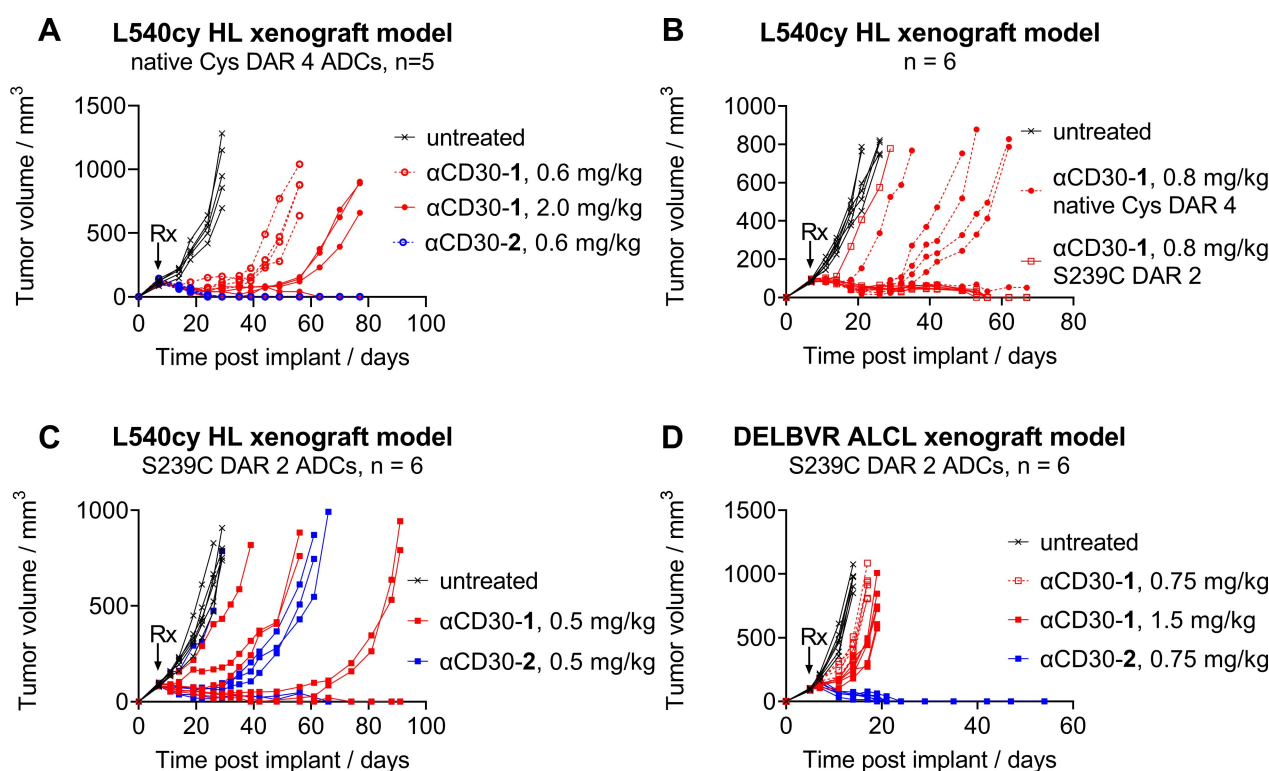 A
L540cy HL xenograft model
native Cys DAR 4 ADCs, n=5
Tumor volume / mm³
1500
1000
500
0
Rx
untreated
αCD30-1, 0.6 mg/kg
αCD30-1, 2.0 mg/kg
αCD30-2, 0.6 mg/kg
0 20 40 60 80 100
Time post implant / days
B
L540cy HL xenograft model
n = 6
Tumor volume / mm³
1000
800
600
400
200
0
Rx
untreated
αCD30-1, 0.8 mg/kg
native Cys DAR 4
αCD30-1, 0.8 mg/kg
S239C DAR 2
0 20 40 60 80
Time post implant / days
C
L540cy HL xenograft model
S239C DAR 2 ADCs, n = 6
Tumor volume / mm³
1000
500
0
Rx
untreated
αCD30-1, 0.5 mg/kg
αCD30-2, 0.5 mg/kg
0 20 40 60 80 100
Time post implant / days
D
DELBVR ALCL xenograft model
S239C DAR 2 ADCs, n = 6
Tumor volume / mm³
1500
1000
500
0
Rx
untreated
αCD30-1, 0.75 mg/kg
αCD30-1, 1.5 mg/kg
αCD30-2, 0.75 mg/kg
0 20 40 60
Time post implant / days